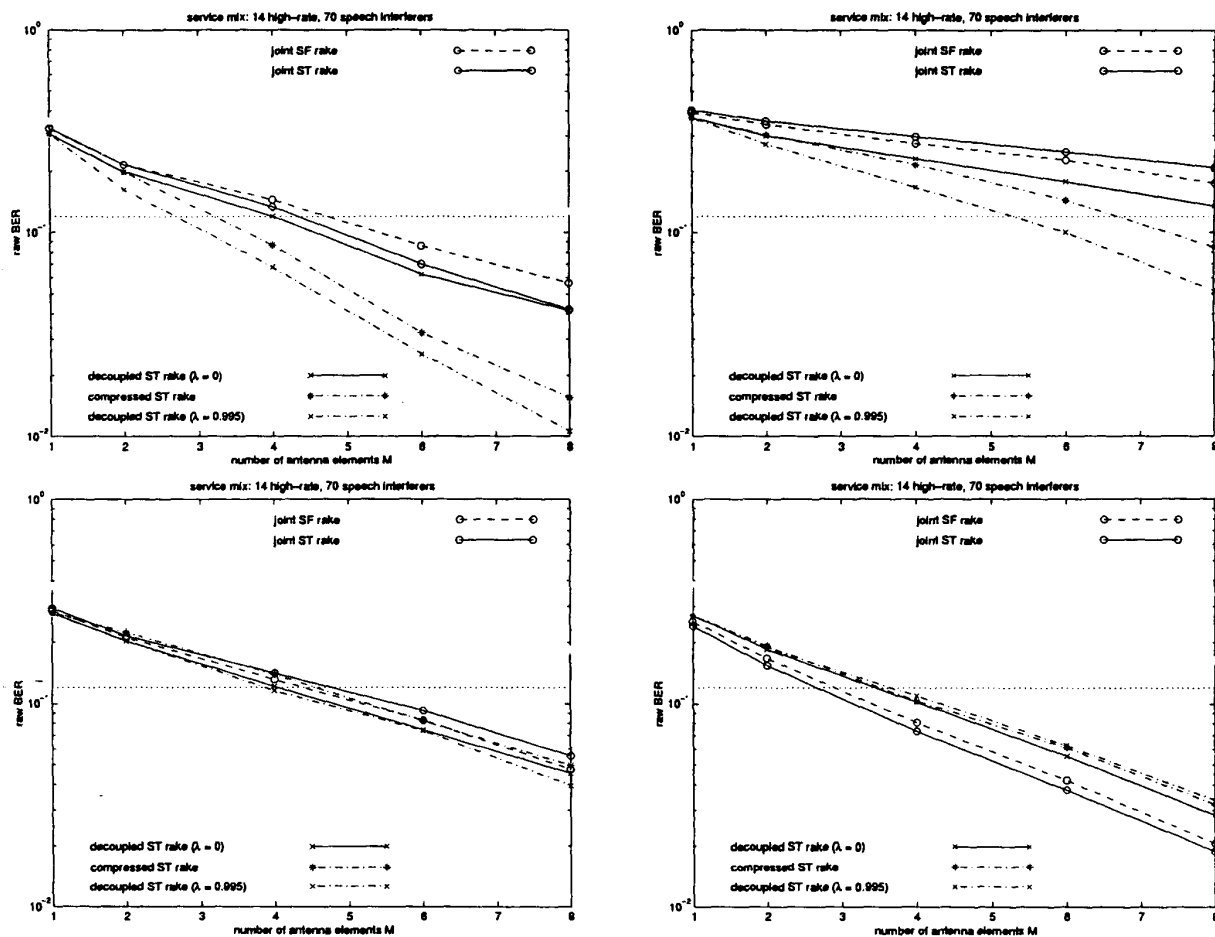 service mix: 14 high-rate, 70 speech interferers
10⁰
joint SF rake
joint ST rake
raw BER
10⁻¹
decoupled ST rake (λ = 0)
compressed ST rake
decoupled ST rake (λ = 0.995)
10⁻²
1 2 3 4 5 6 7 8
number of antenna elements M
service mix: 14 high-rate, 70 speech interferers
10⁰
joint SF rake
joint ST rake
raw BER
10⁻¹
decoupled ST rake (λ = 0)
compressed ST rake
decoupled ST rake (λ = 0.995)
10⁻²
1 2 3 4 5 6 7 8
number of antenna elements M
service mix: 14 high-rate, 70 speech interferers
10⁰
joint SF rake
joint ST rake
raw BER
10⁻¹
decoupled ST rake (λ = 0)
compressed ST rake
decoupled ST rake (λ = 0.995)
10⁻²
1 2 3 4 5 6 7 8
number of antenna elements M
service mix: 14 high-rate, 70 speech interferers
10⁰
joint SF rake
joint ST rake
raw BER
10⁻¹
decoupled ST rake (λ = 0)
compressed ST rake
decoupled ST rake (λ = 0.995)
10⁻²
1 2 3 4 5 6 7 8
number of antenna elements M